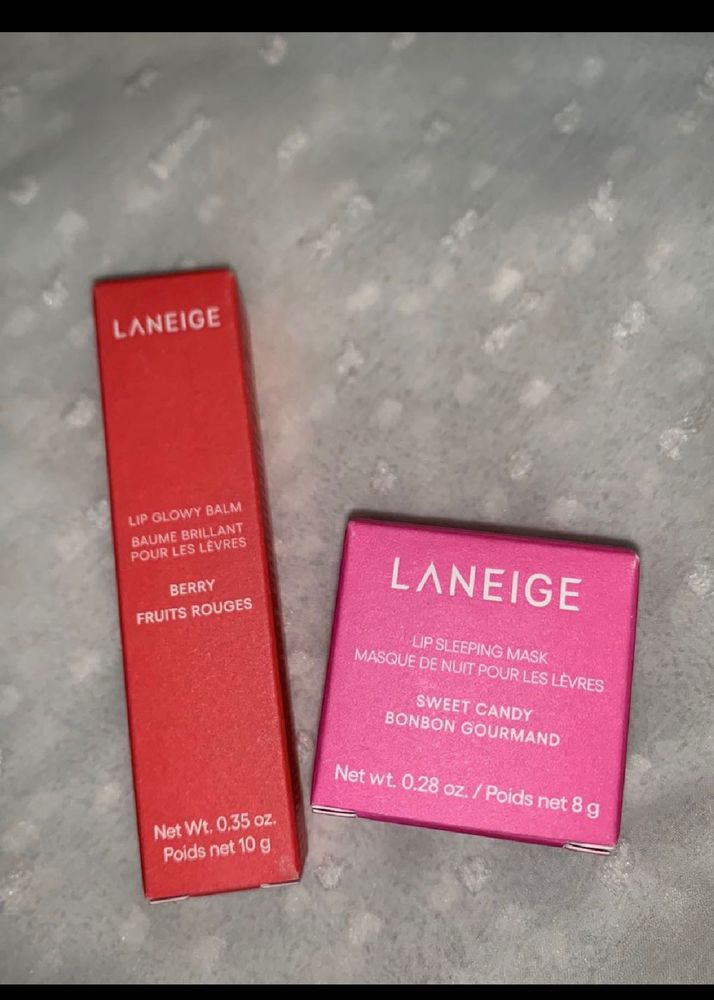 LANEIGE
LIP GLOWY BALM
BAUME BRILLANT
POUR LES LÈVRES
BERRY
FRUITS ROUGES
Net Wt. 0.35 oz.
Poids net 10 g
LANEIGE
LIP SLEEPING MASK
MASQUE DE NUIT POUR LES LÈVRES
SWEET CANDY
BONBON GOURMAND
Net wt. 0.28 oz. / Poids net 8 g